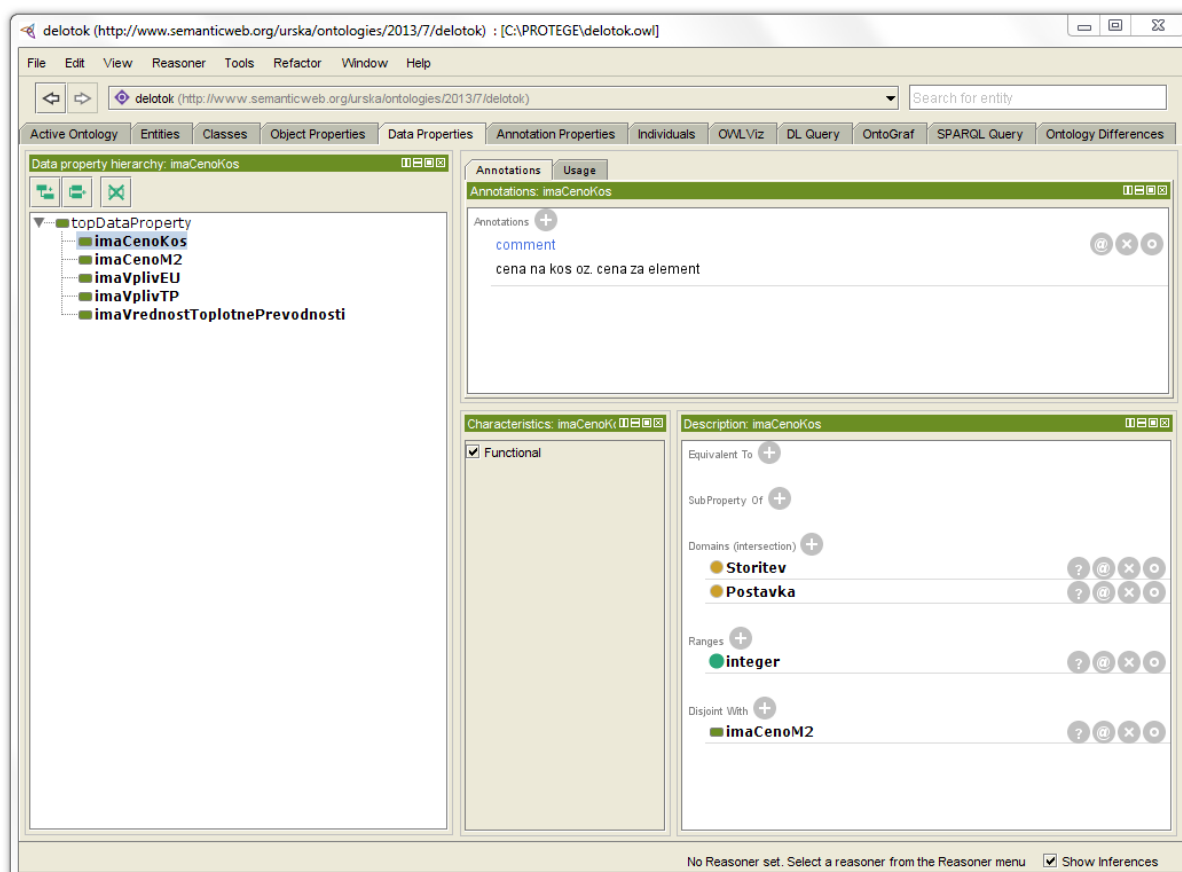 delotok (http://www.semanticweb.org/urska/ontologies/2013/7/delotok) : [C:\PROTEGE\delotok.owl]
File Edit View Reasoner Tools Refactor Window Help
delotok (http://www.semanticweb.org/urska/ontologies/2013/7/delotok) Search for entity
Active Ontology Entities Classes Object Properties Data Properties Annotation Properties Individuals OWLViz DL Query OntoGraf SPARQL Query Ontology Differences
Data property hierarchy: imaCenoKos
topDataProperty
imaCenoKos
imaCenoM2
imaVplivEU
imaVplivTP
imaVrednostToplotnePrevodnosti
Annotations Usage
Annotations: imaCenoKos
Annotations
comment
cena na kos oz. cena za element
Characteristics: imaCenoK
Functional
Description: imaCenoKos
Equivalent To
SubProperty Of
Domains (intersection)
Storitev
Postavka
Ranges
integer
Disjoint With
imaCenoM2
No Reasoner set. Select a reasoner from the Reasoner menu Show Inferences